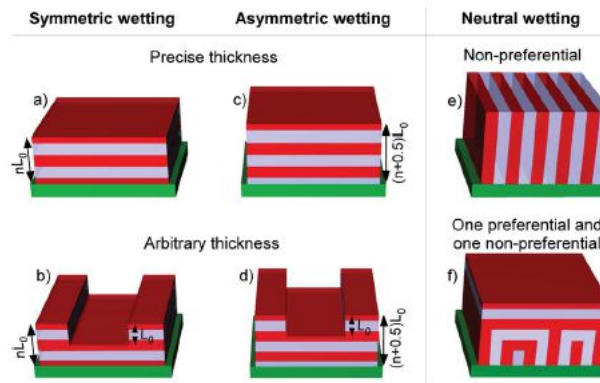 Symmetric wetting Asymmetric wetting Neutral wetting
Precise thickness Non-preferential
a) c) e)
nL₀ (n+0.5)L₀
Arbitrary thickness One preferential and
one non-preferential
b) d) f)
nL₀ L₀ L₀ (n+0.5)L₀